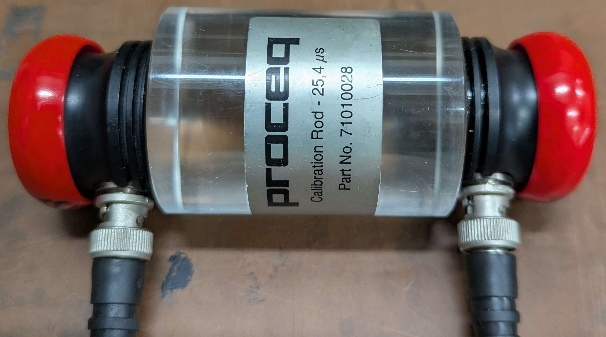 proceq
Calibration Rod - 25,4 µs
Part No. 71010028